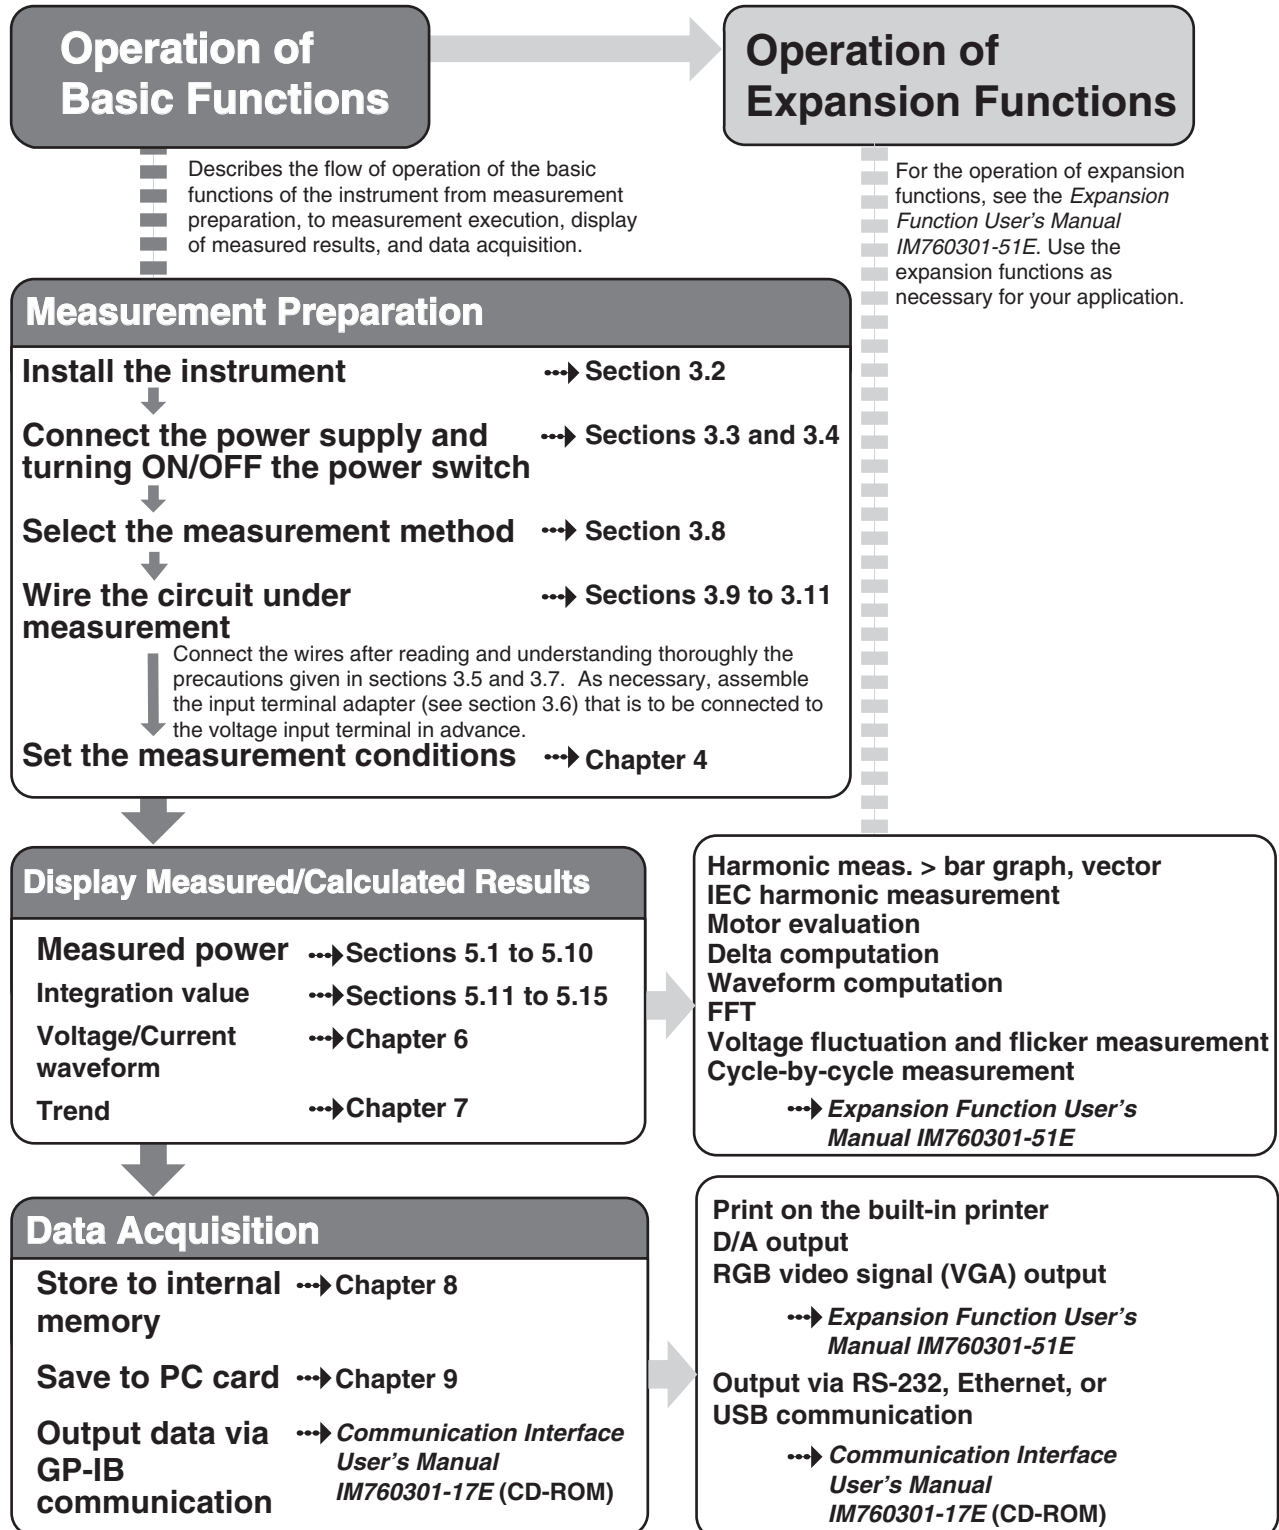 Operation of
Basic Functions
Operation of
Expansion Functions
Describes the flow of operation of the basic
functions of the instrument from measurement
preparation, to measurement execution, display
of measured results, and data acquisition.
For the operation of expansion
functions, see the Expansion
Function User's Manual
IM760301-51E. Use the
expansion functions as
necessary for your application.
Measurement Preparation
Install the instrument
Section 3.2
Connect the power supply and
turning ON/OFF the power switch
Sections 3.3 and 3.4
Select the measurement method
Section 3.8
Wire the circuit under
measurement
Sections 3.9 to 3.11
Connect the wires after reading and understanding thoroughly the
precautions given in sections 3.5 and 3.7. As necessary, assemble
the input terminal adapter (see section 3.6) that is to be connected to
the voltage input terminal in advance.
Set the measurement conditions
Chapter 4
Display Measured/Calculated Results
Measured power
Sections 5.1 to 5.10
Integration value
Sections 5.11 to 5.15
Voltage/Current
waveform
Chapter 6
Trend
Chapter 7
Harmonic meas. > bar graph, vector
IEC harmonic measurement
Motor evaluation
Delta computation
Waveform computation
FFT
Voltage fluctuation and flicker measurement
Cycle-by-cycle measurement
Expansion Function User's
Manual IM760301-51E
Data Acquisition
Store to internal
memory
Chapter 8
Save to PC card
Chapter 9
Output data via
GP-IB
communication
Communication Interface
User's Manual
IM760301-17E (CD-ROM)
Print on the built-in printer
D/A output
RGB video signal (VGA) output
Expansion Function User's
Manual IM760301-51E
Output via RS-232, Ethernet, or
USB communication
Communication Interface
User's Manual
IM760301-17E (CD-ROM)